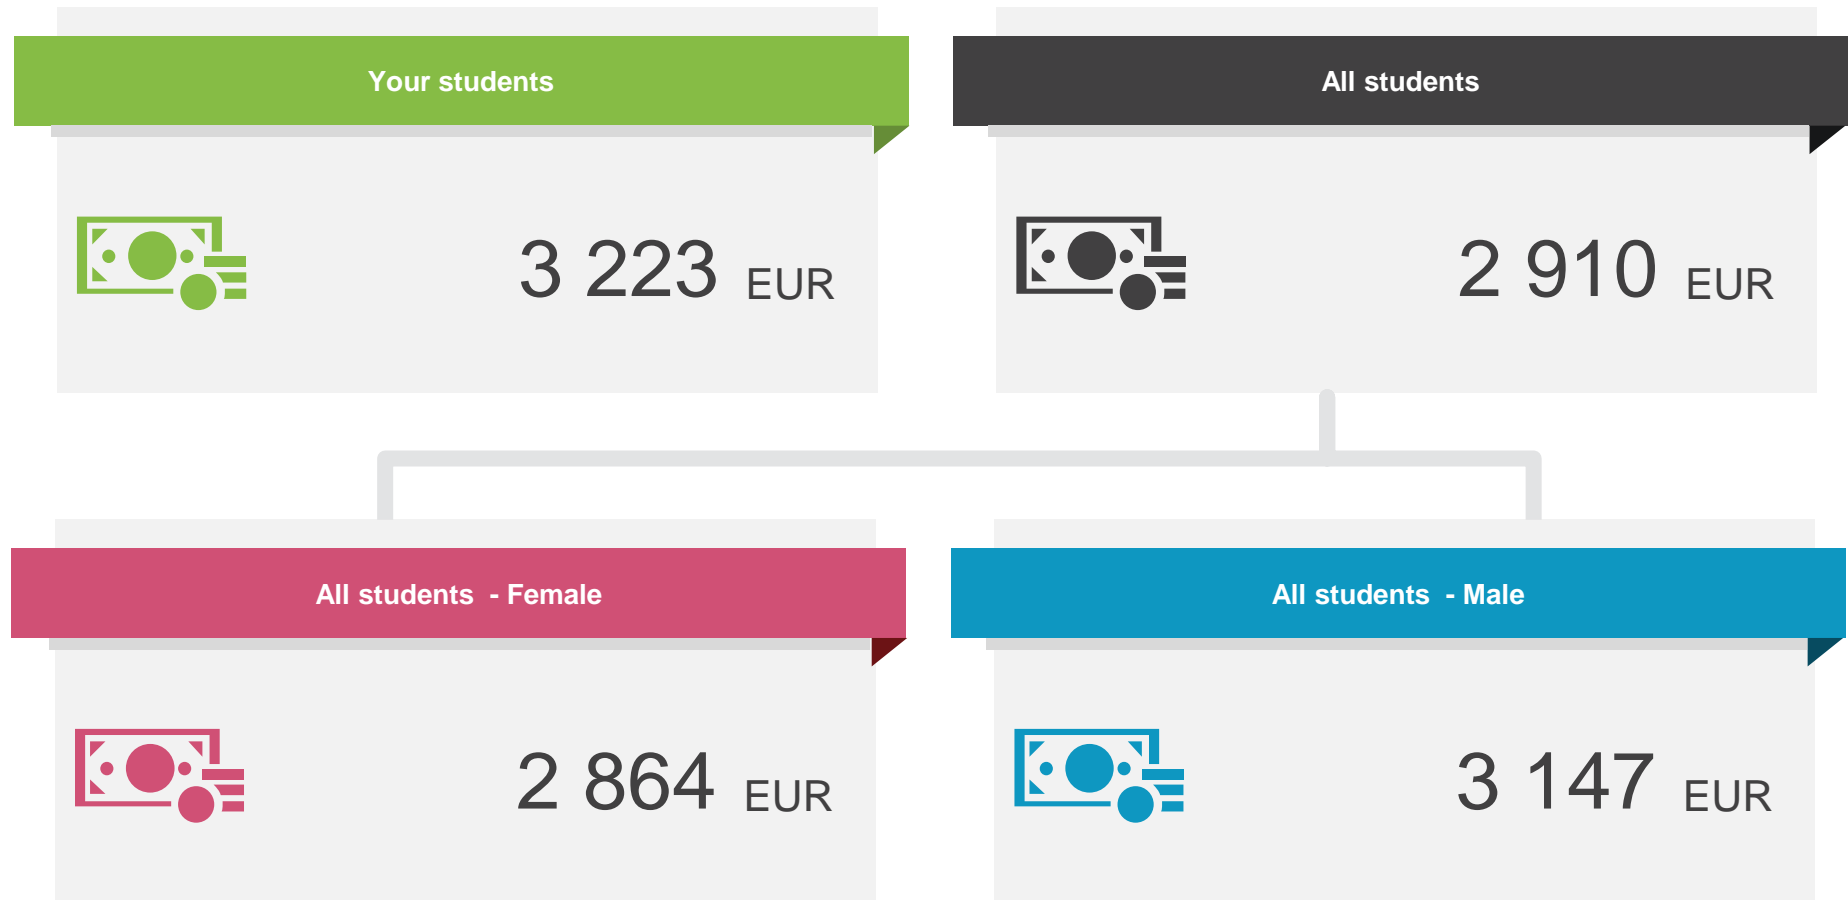 Your students
All students
3 223 EUR
2 910 EUR
All students - Female
All students - Male
2 864 EUR
3 147 EUR